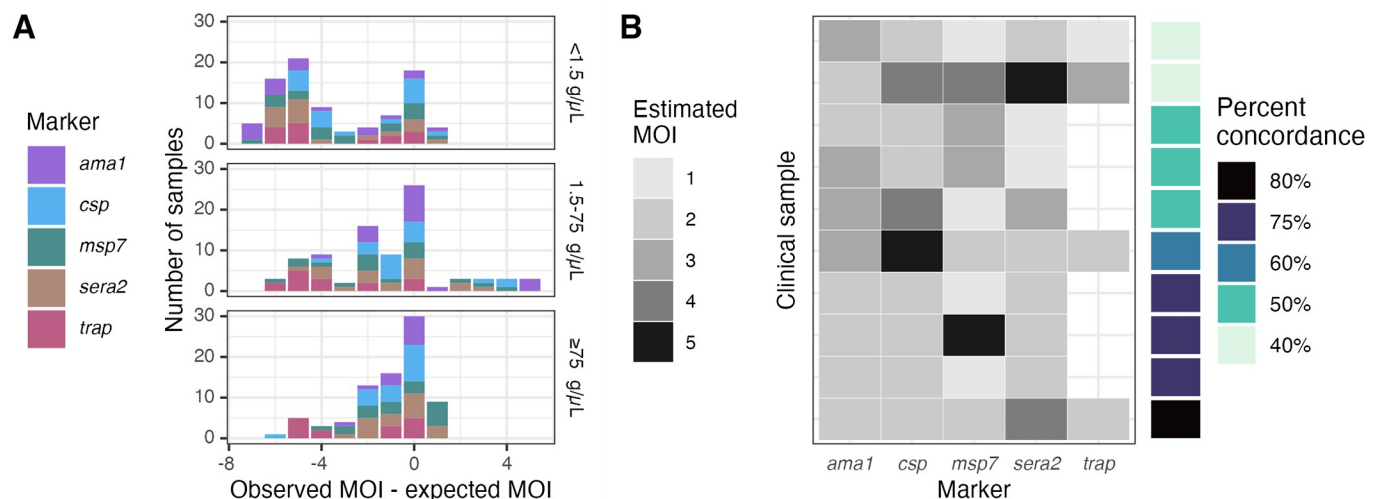 A
Marker
ama1
csp
msp7
sera2
trap
Number of samples
30
20
10
0
<1.5 g/µL
30
20
10
0
1.5-75 g/µL
30
20
10
0
≥75 g/µL
-8
-4
0
4
Observed MOI - expected MOI
B
Estimated
MOI
1
2
3
4
5
Clinical sample
ama1
csp
msp7
sera2
trap
Marker
Percent
concordance
80%
75%
60%
50%
40%